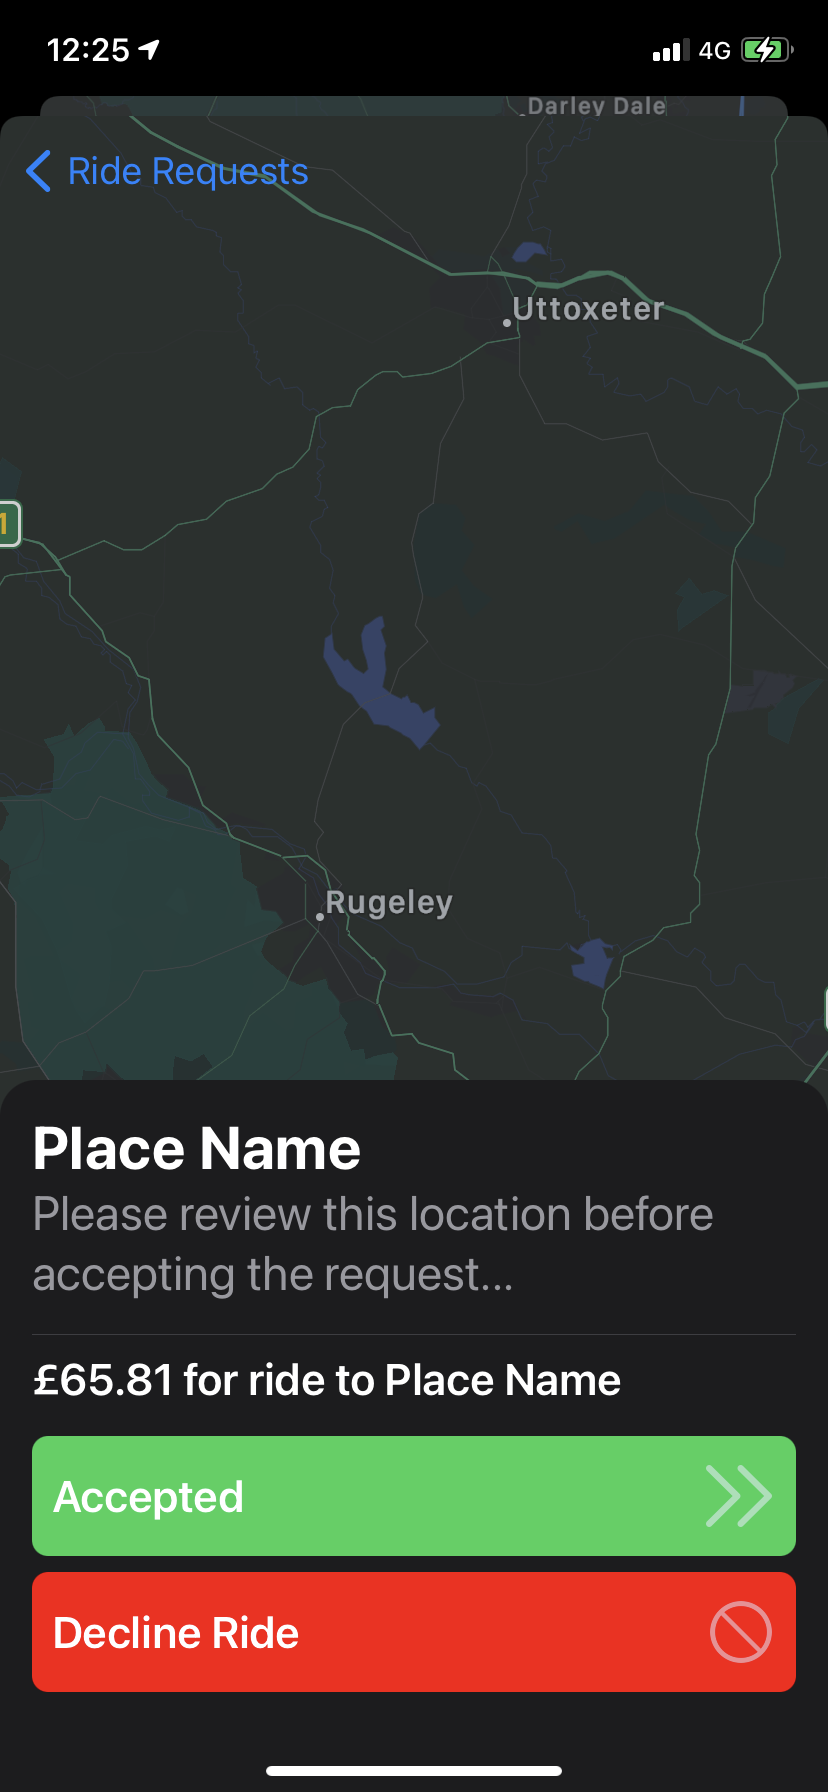 12:25
4G
Darley Dale
Ride Requests
Uttoxeter
1
Rugeley
Place Name
Please review this location before
accepting the request...
£65.81 for ride to Place Name
Accepted
Decline Ride